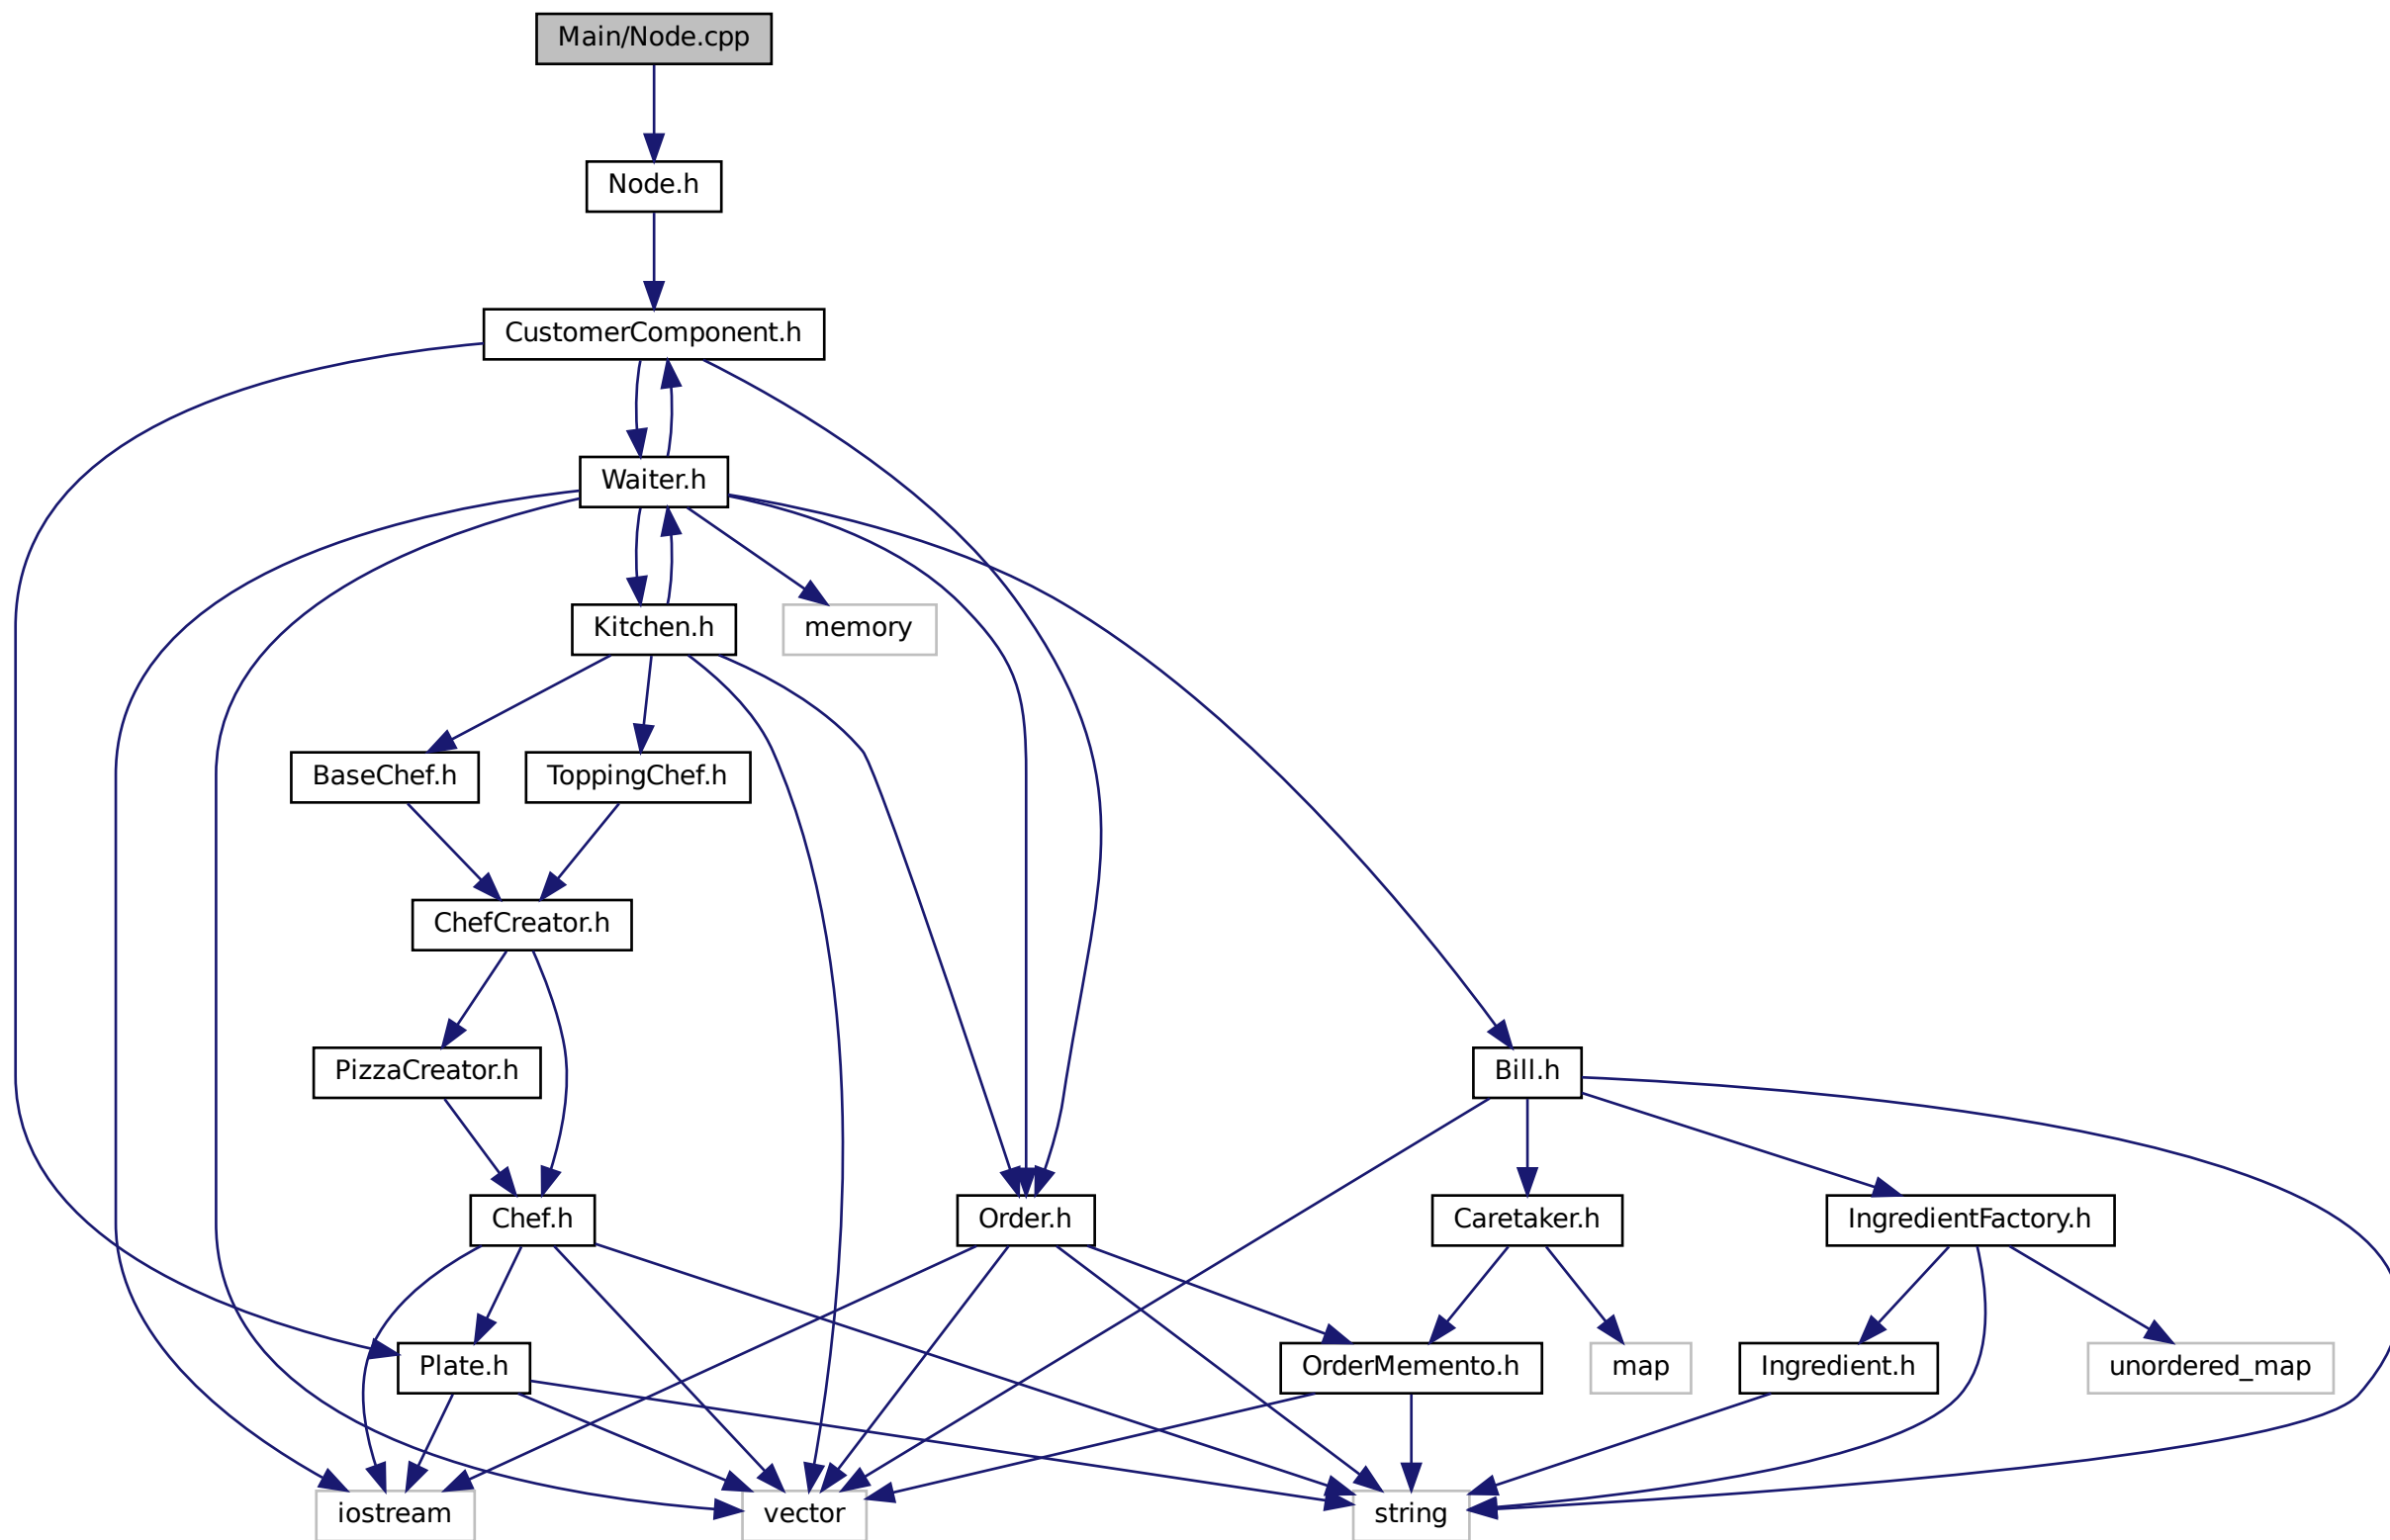 Main/Node.cpp
Node.h
CustomerComponent.h
Waiter.h
Kitchen.h
memory
BaseChef.h
ToppingChef.h
ChefCreator.h
PizzaCreator.h
Bill.h
Chef.h
Order.h
Caretaker.h
IngredientFactory.h
Plate.h
OrderMemento.h
map
Ingredient.h
unordered_map
iostream
vector
string